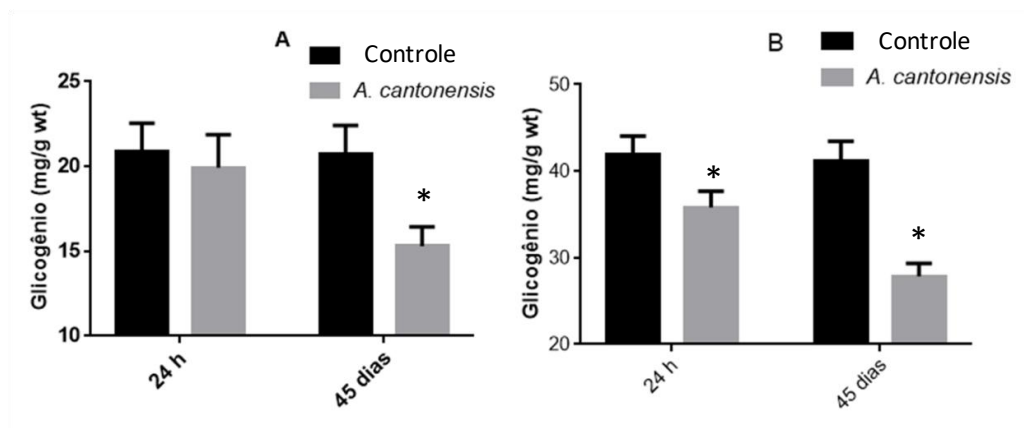 A
Controle
A. cantonensis
Glicogênio (mg/g wt)
25
20
15
10
*
24 h
45 dias
B
Controle
A. cantonensis
Glicogênio (mg/g wt)
50
40
30
20
*
*
24 h
45 dias